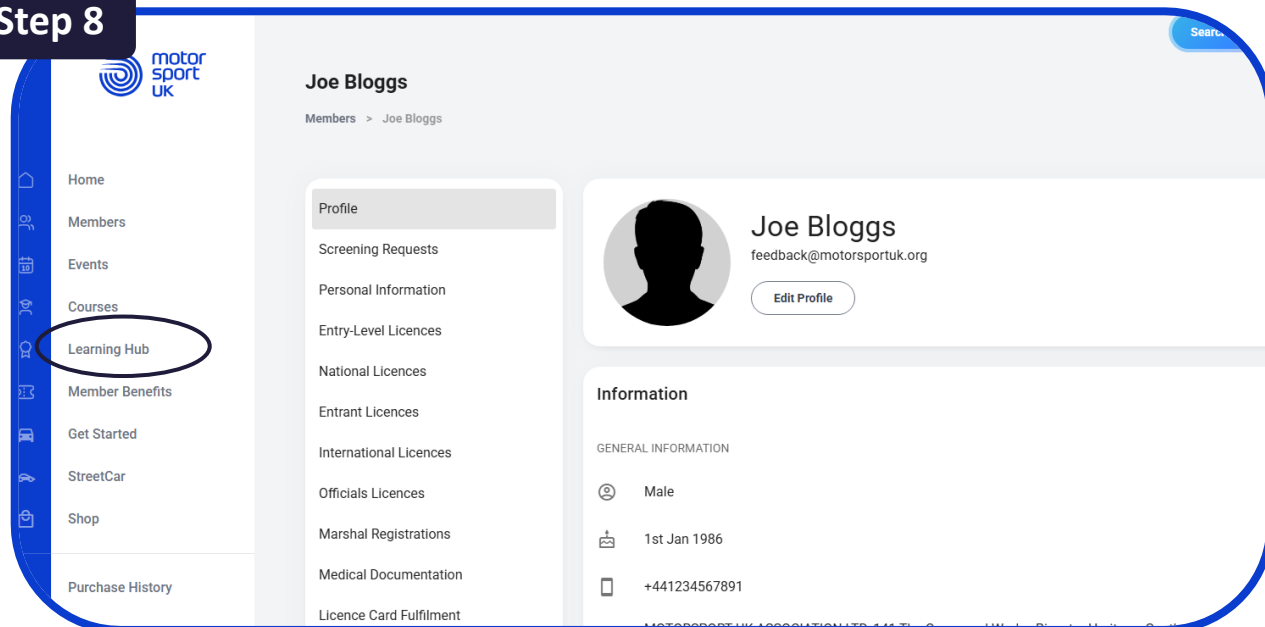 Step 8
motor
sport
UK
Search
Joe Bloggs
Members > Joe Bloggs
Home
Members
10
Events
Courses
Learning Hub
Member Benefits
Get Started
StreetCar
Shop
Purchase History
Profile
Screening Requests
Personal Information
Entry-Level Licences
National Licences
Entrant Licences
International Licences
Officials Licences
Marshal Registrations
Medical Documentation
Licence Card Fulfilment
Joe Bloggs
feedback@motorsportuk.org
Edit Profile
Information
GENERAL INFORMATION
Male
1st Jan 1986
+441234567891